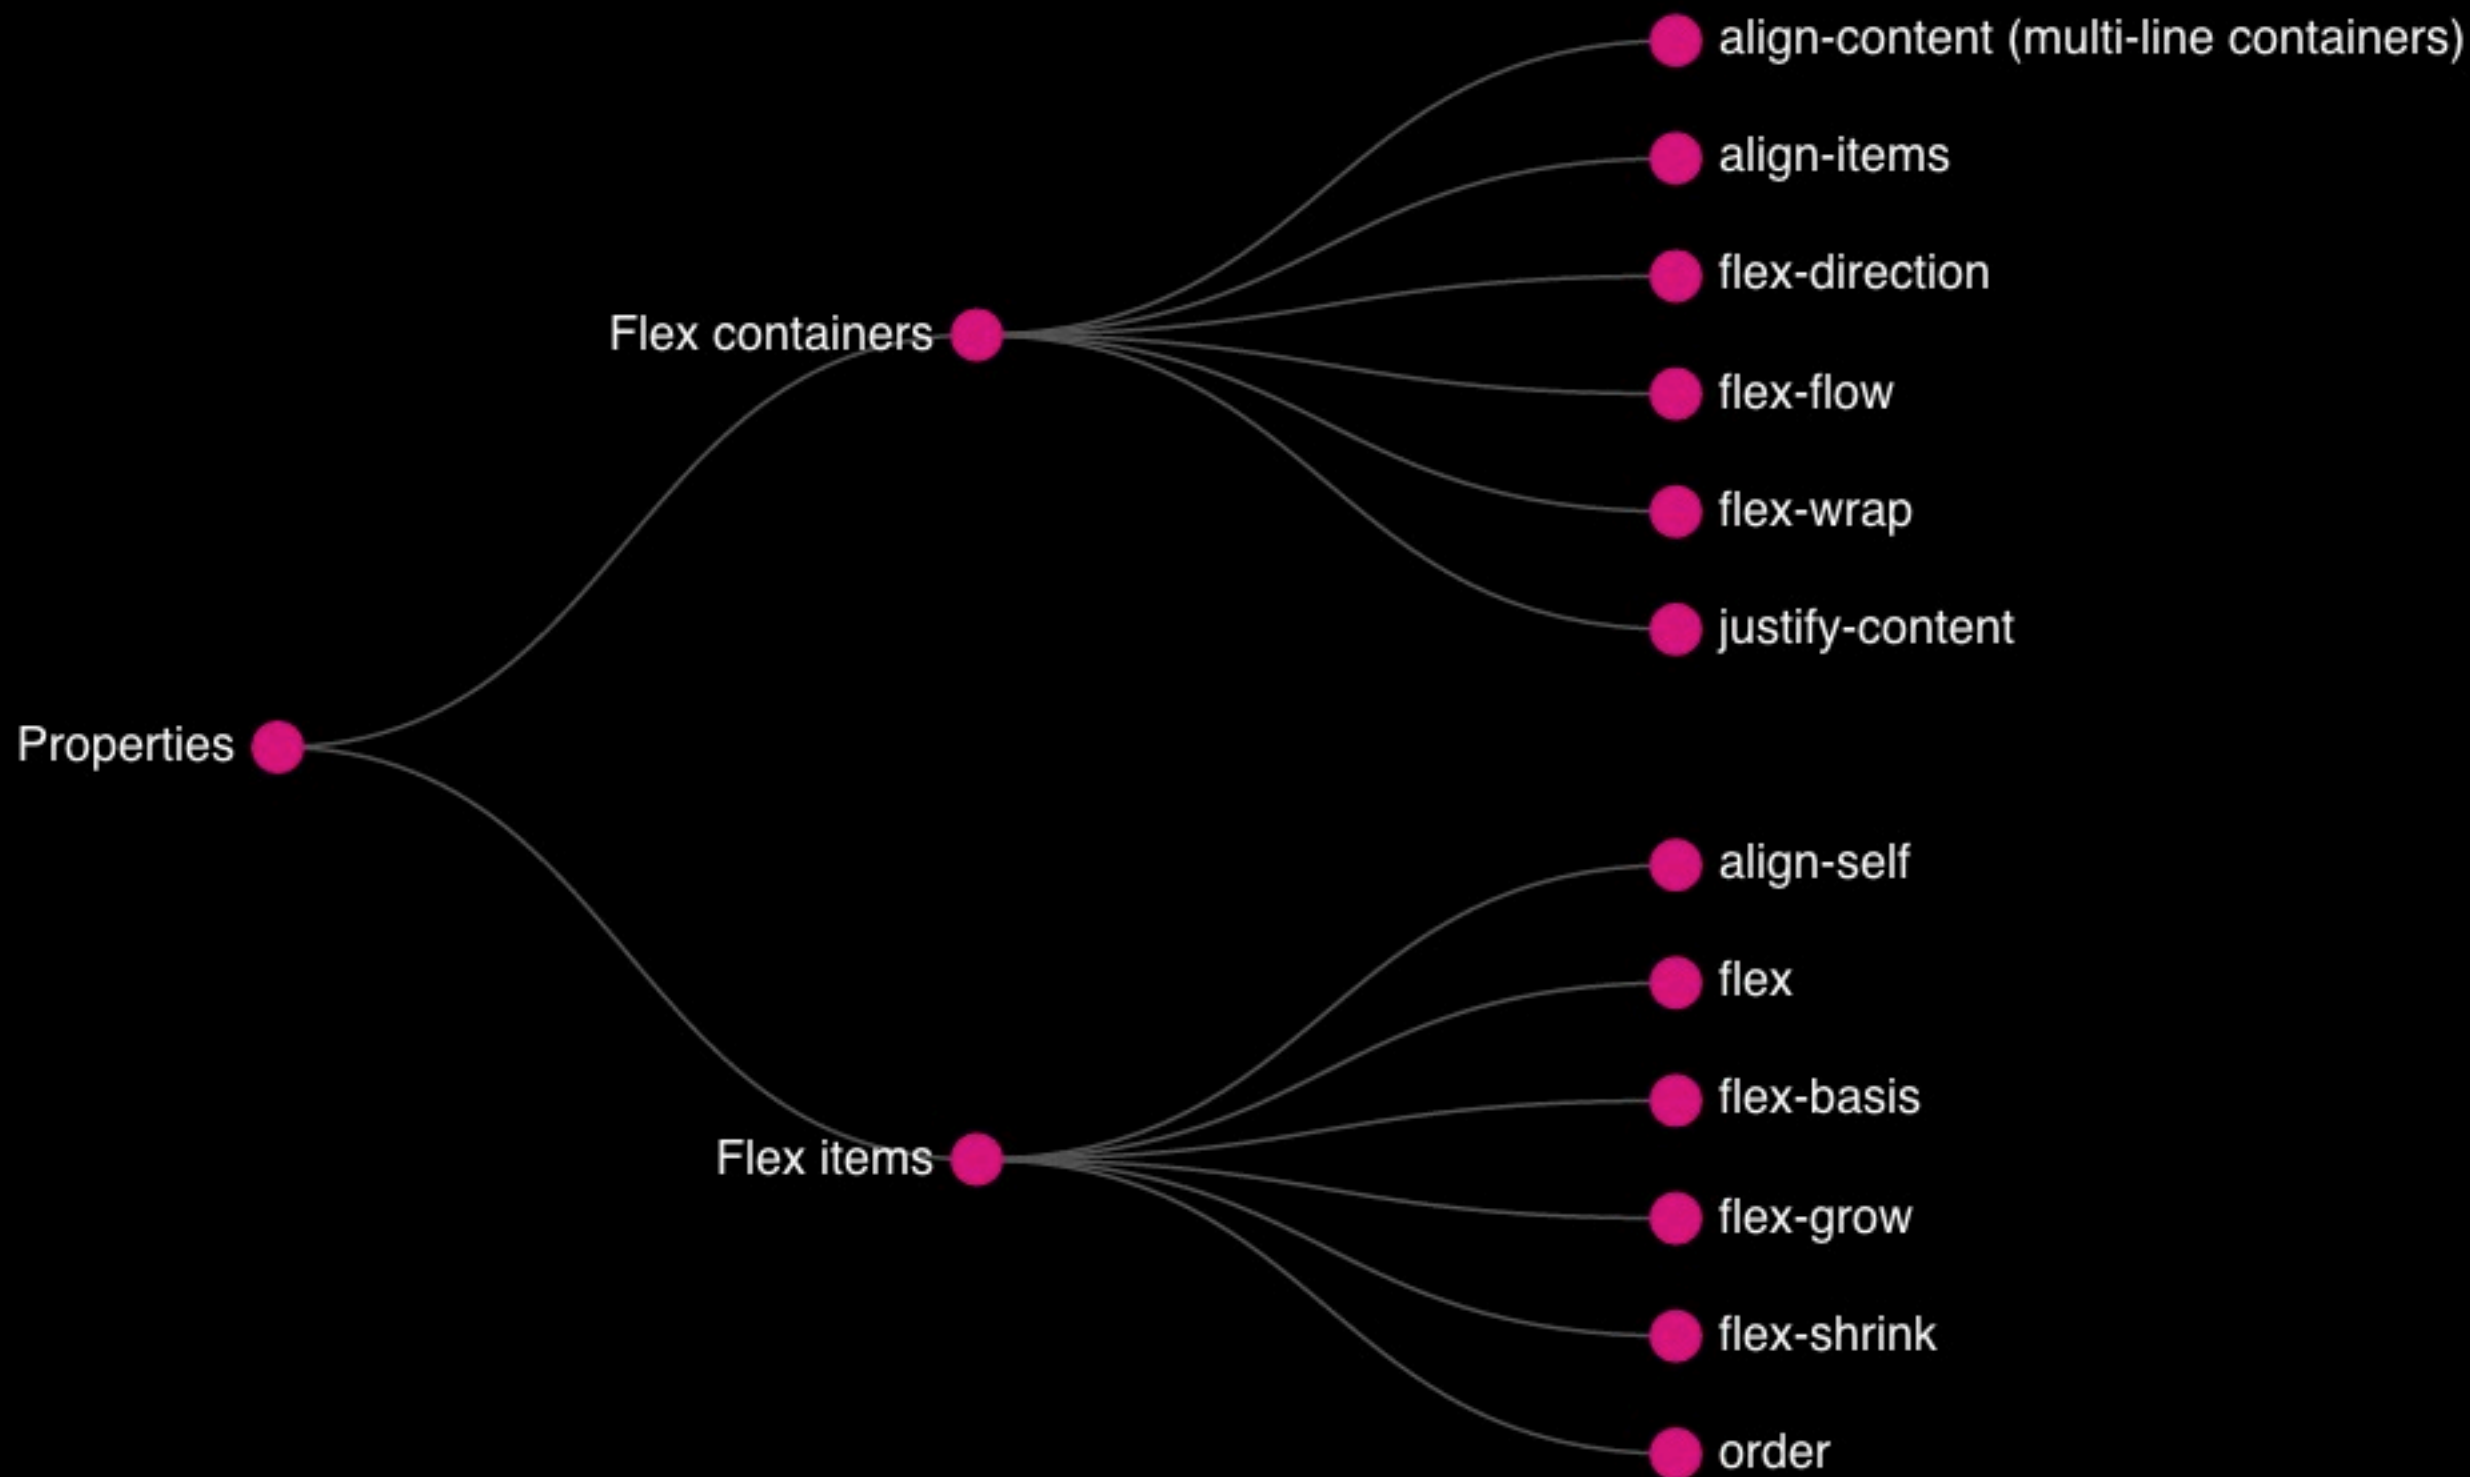 Properties
Flex containers
align-content (multi-line containers)
align-items
flex-direction
flex-flow
flex-wrap
justify-content
Flex items
align-self
flex
flex-basis
flex-grow
flex-shrink
order